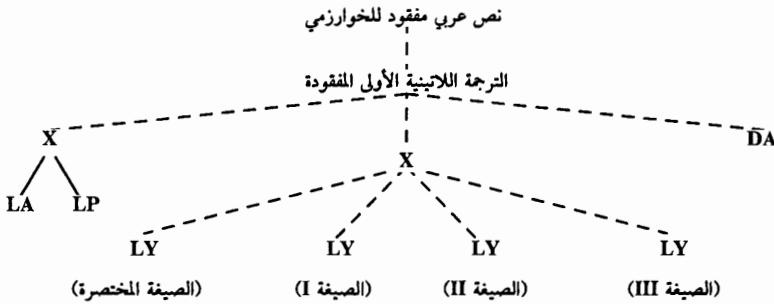 نص عربي مفقود للخوارزمي
الترجمة اللاتينية الأولى المفقودة
X
DA
X
LA LP
LY LY LY LY
(الصيغة المختصرة) (الصيغة I) (الصيغة II) (الصيغة III)